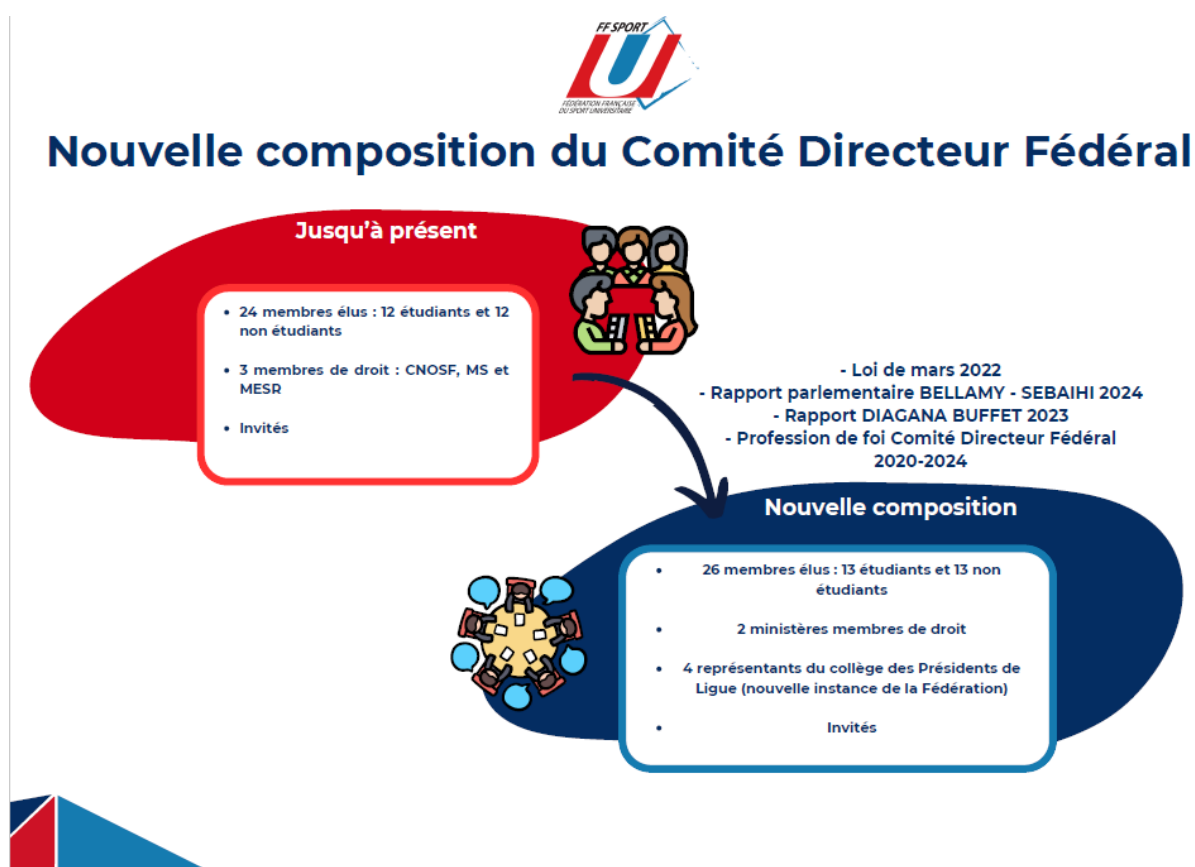 FF SPORT
U
FÉDÉRATION FRANÇAISE
DU SPORT UNIVERSITAIRE
Nouvelle composition du Comité Directeur Fédéral
Jusqu'à présent
• 24 membres élus : 12 étudiants et 12
non étudiants
• 3 membres de droit : CNOSF, MS et
MESR
• Invités
- Loi de mars 2022
- Rapport parlementaire BELLAMY - SEBAIHI 2024
- Rapport DIAGANA BUFFET 2023
- Profession de foi Comité Directeur Fédéral
2020-2024
Nouvelle composition
• 26 membres élus : 13 étudiants et 13 non
étudiants
• 2 ministères membres de droit
• 4 représentants du collège des Présidents de
Ligue (nouvelle instance de la Fédération)
• Invités